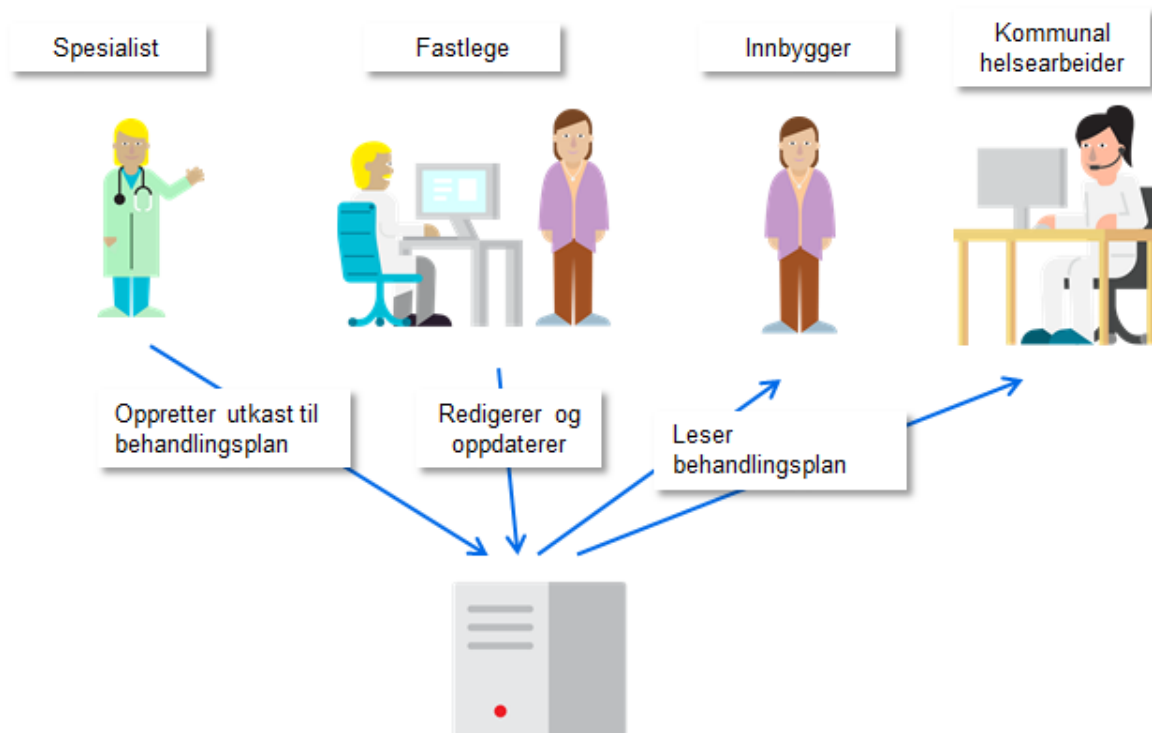 Spesialist
Fastlege
Innbygger
Kommunal
helsearbeider
Oppretter utkast til
behandlingsplan
Redigerer og
oppdaterer
Leser
behandlingsplan